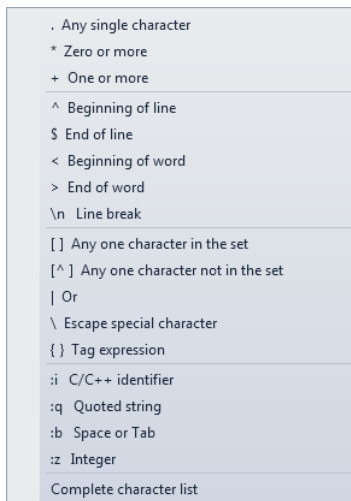 . Any single character
* Zero or more
+ One or more
^ Beginning of line
$ End of line
< Beginning of word
> End of word
\n Line break
[ ] Any one character in the set
[^ ] Any one character not in the set
| Or
\ Escape special character
{ } Tag expression
:i C/C++ identifier
:q Quoted string
:b Space or Tab
:z Integer
Complete character list